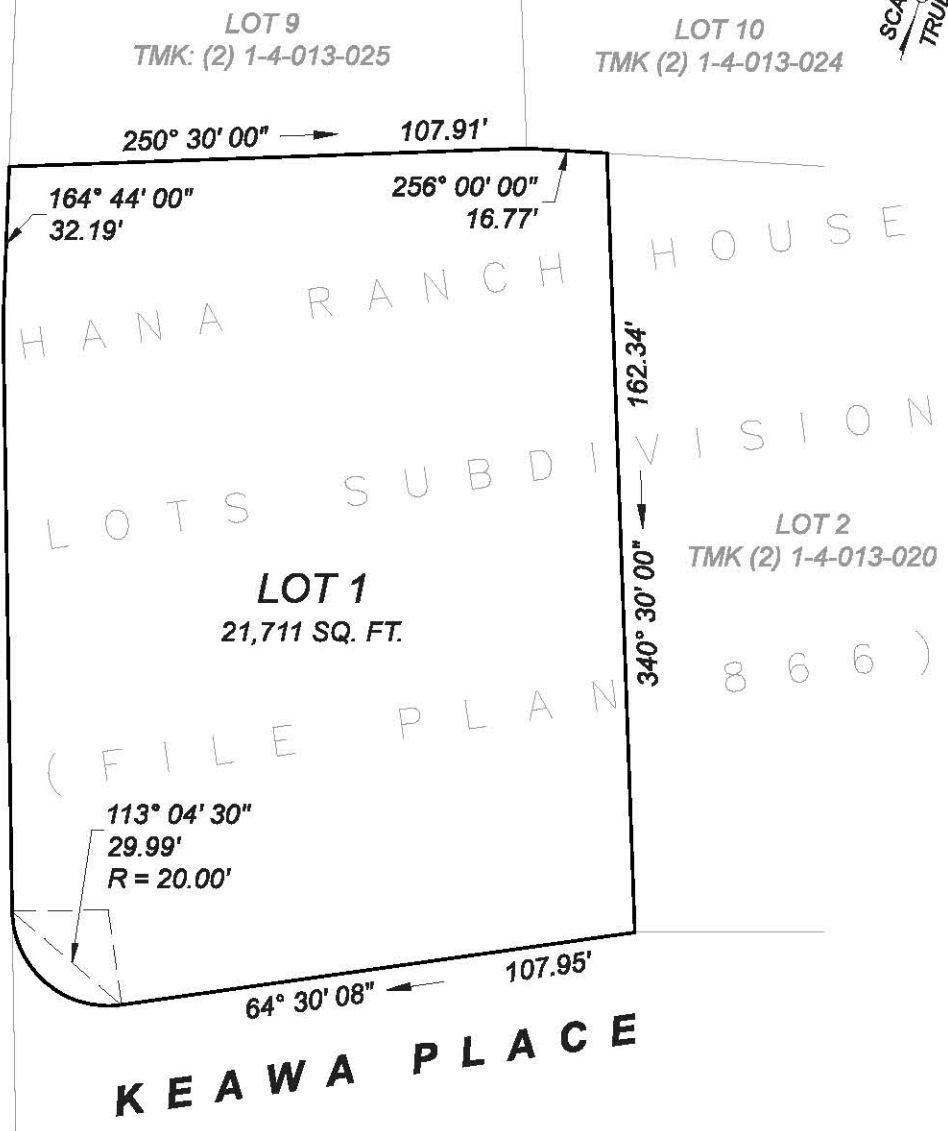 LOT 9
TMK: (2) 1-4-013-025
LOT 10
TMK (2) 1-4-013-024
250° 30' 00" 107.91'
164° 44' 00"
32.19'
256° 00' 00"
16.77'
HANA RANCH HOUSE
162.34'
340° 30' 00"
LOTS SUBDIVISION
LOT 2
TMK (2) 1-4-013-020
LOT 1
21,711 SQ. FT.
(FILE PLAN 866)
113° 04' 30"
29.99'
R = 20.00'
64° 30' 08" 107.95'
KEAWA PLACE